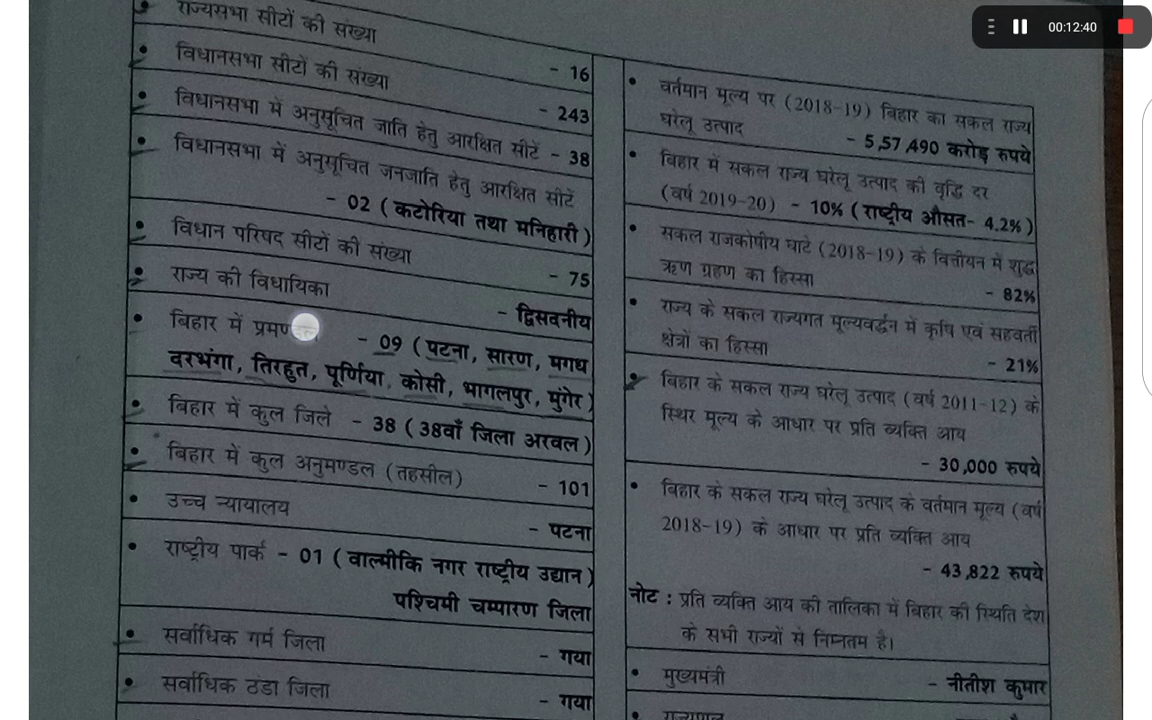 00:12:40
राज्यसभा सीटों की संख्या
- 16
विधानसभा सीटों की संख्या
- 243
विधानसभा में अनुसूचित जाति हेतु आरक्षित सीटें - 38
विधानसभा में अनुसूचित जनजाति हेतु आरक्षित सीटें
- 02 ( कटोरिया तथा मनिहारी )
विधान परिषद सीटों की संख्या
- 75
राज्य की विधायिका
- द्विसदनीय
बिहार में - 09 ( पटना, सारण, मगध
दरभंगा, तिरहुत, पूर्णिया, कोसी, भागलपुर, मुंगेर )
बिहार में कुल जिले - 38 ( 38वाँ जिला अरवल )
बिहार में कुल अनुमण्डल (तहसील)
- 101
उच्च न्यायालय
- पटना
राष्ट्रीय पार्क - 01 ( वाल्मीकि नगर राष्ट्रीय उद्यान )
पश्चिमी चम्पारण जिला
सर्वाधिक गर्म जिला
- गया
सर्वाधिक ठंडा जिला
- गया
वर्तमान मूल्य पर (2018-19) बिहार का सकल राज्य
घरेलू उत्पाद - 5,57,490 करोड़ रुपये
बिहार में सकल राज्य घरेलू उत्पाद की वृद्धि दर
(वर्ष 2019-20) - 10% ( राष्ट्रीय औसत- 4.2% )
सकल राजकोषीय घाटे (2018-19) के वित्तीयन में शुद्ध
ऋण ग्रहण का हिस्सा - 82%
राज्य के सकल राज्यगत मूल्यवर्द्धन में कृषि एवं सहवर्ती
क्षेत्रों का हिस्सा - 21%
बिहार के सकल राज्य घरेलू उत्पाद (वर्ष 2011-12) के
स्थिर मूल्य के आधार पर प्रति व्यक्ति आय
- 30,000 रुपये
बिहार के सकल राज्य घरेलू उत्पाद के वर्तमान मूल्य (वर्ष
2018-19) के आधार पर प्रति व्यक्ति आय
- 43,822 रुपये
नोट : प्रति व्यक्ति आय की तालिका में बिहार की स्थिति देश
के सभी राज्यों से निम्नतम है।
मुख्यमंत्री - नीतीश कुमार